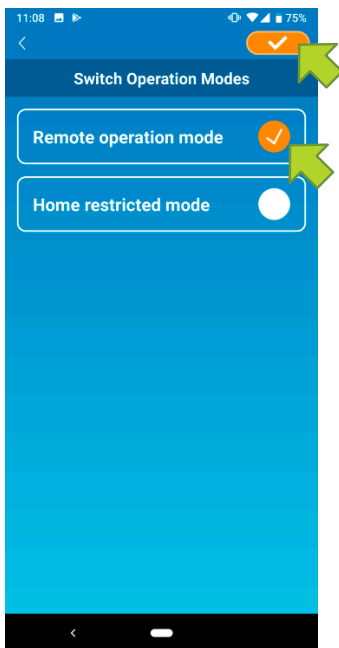 11:08 75%
Switch Operation Modes
Remote operation mode
Home restricted mode